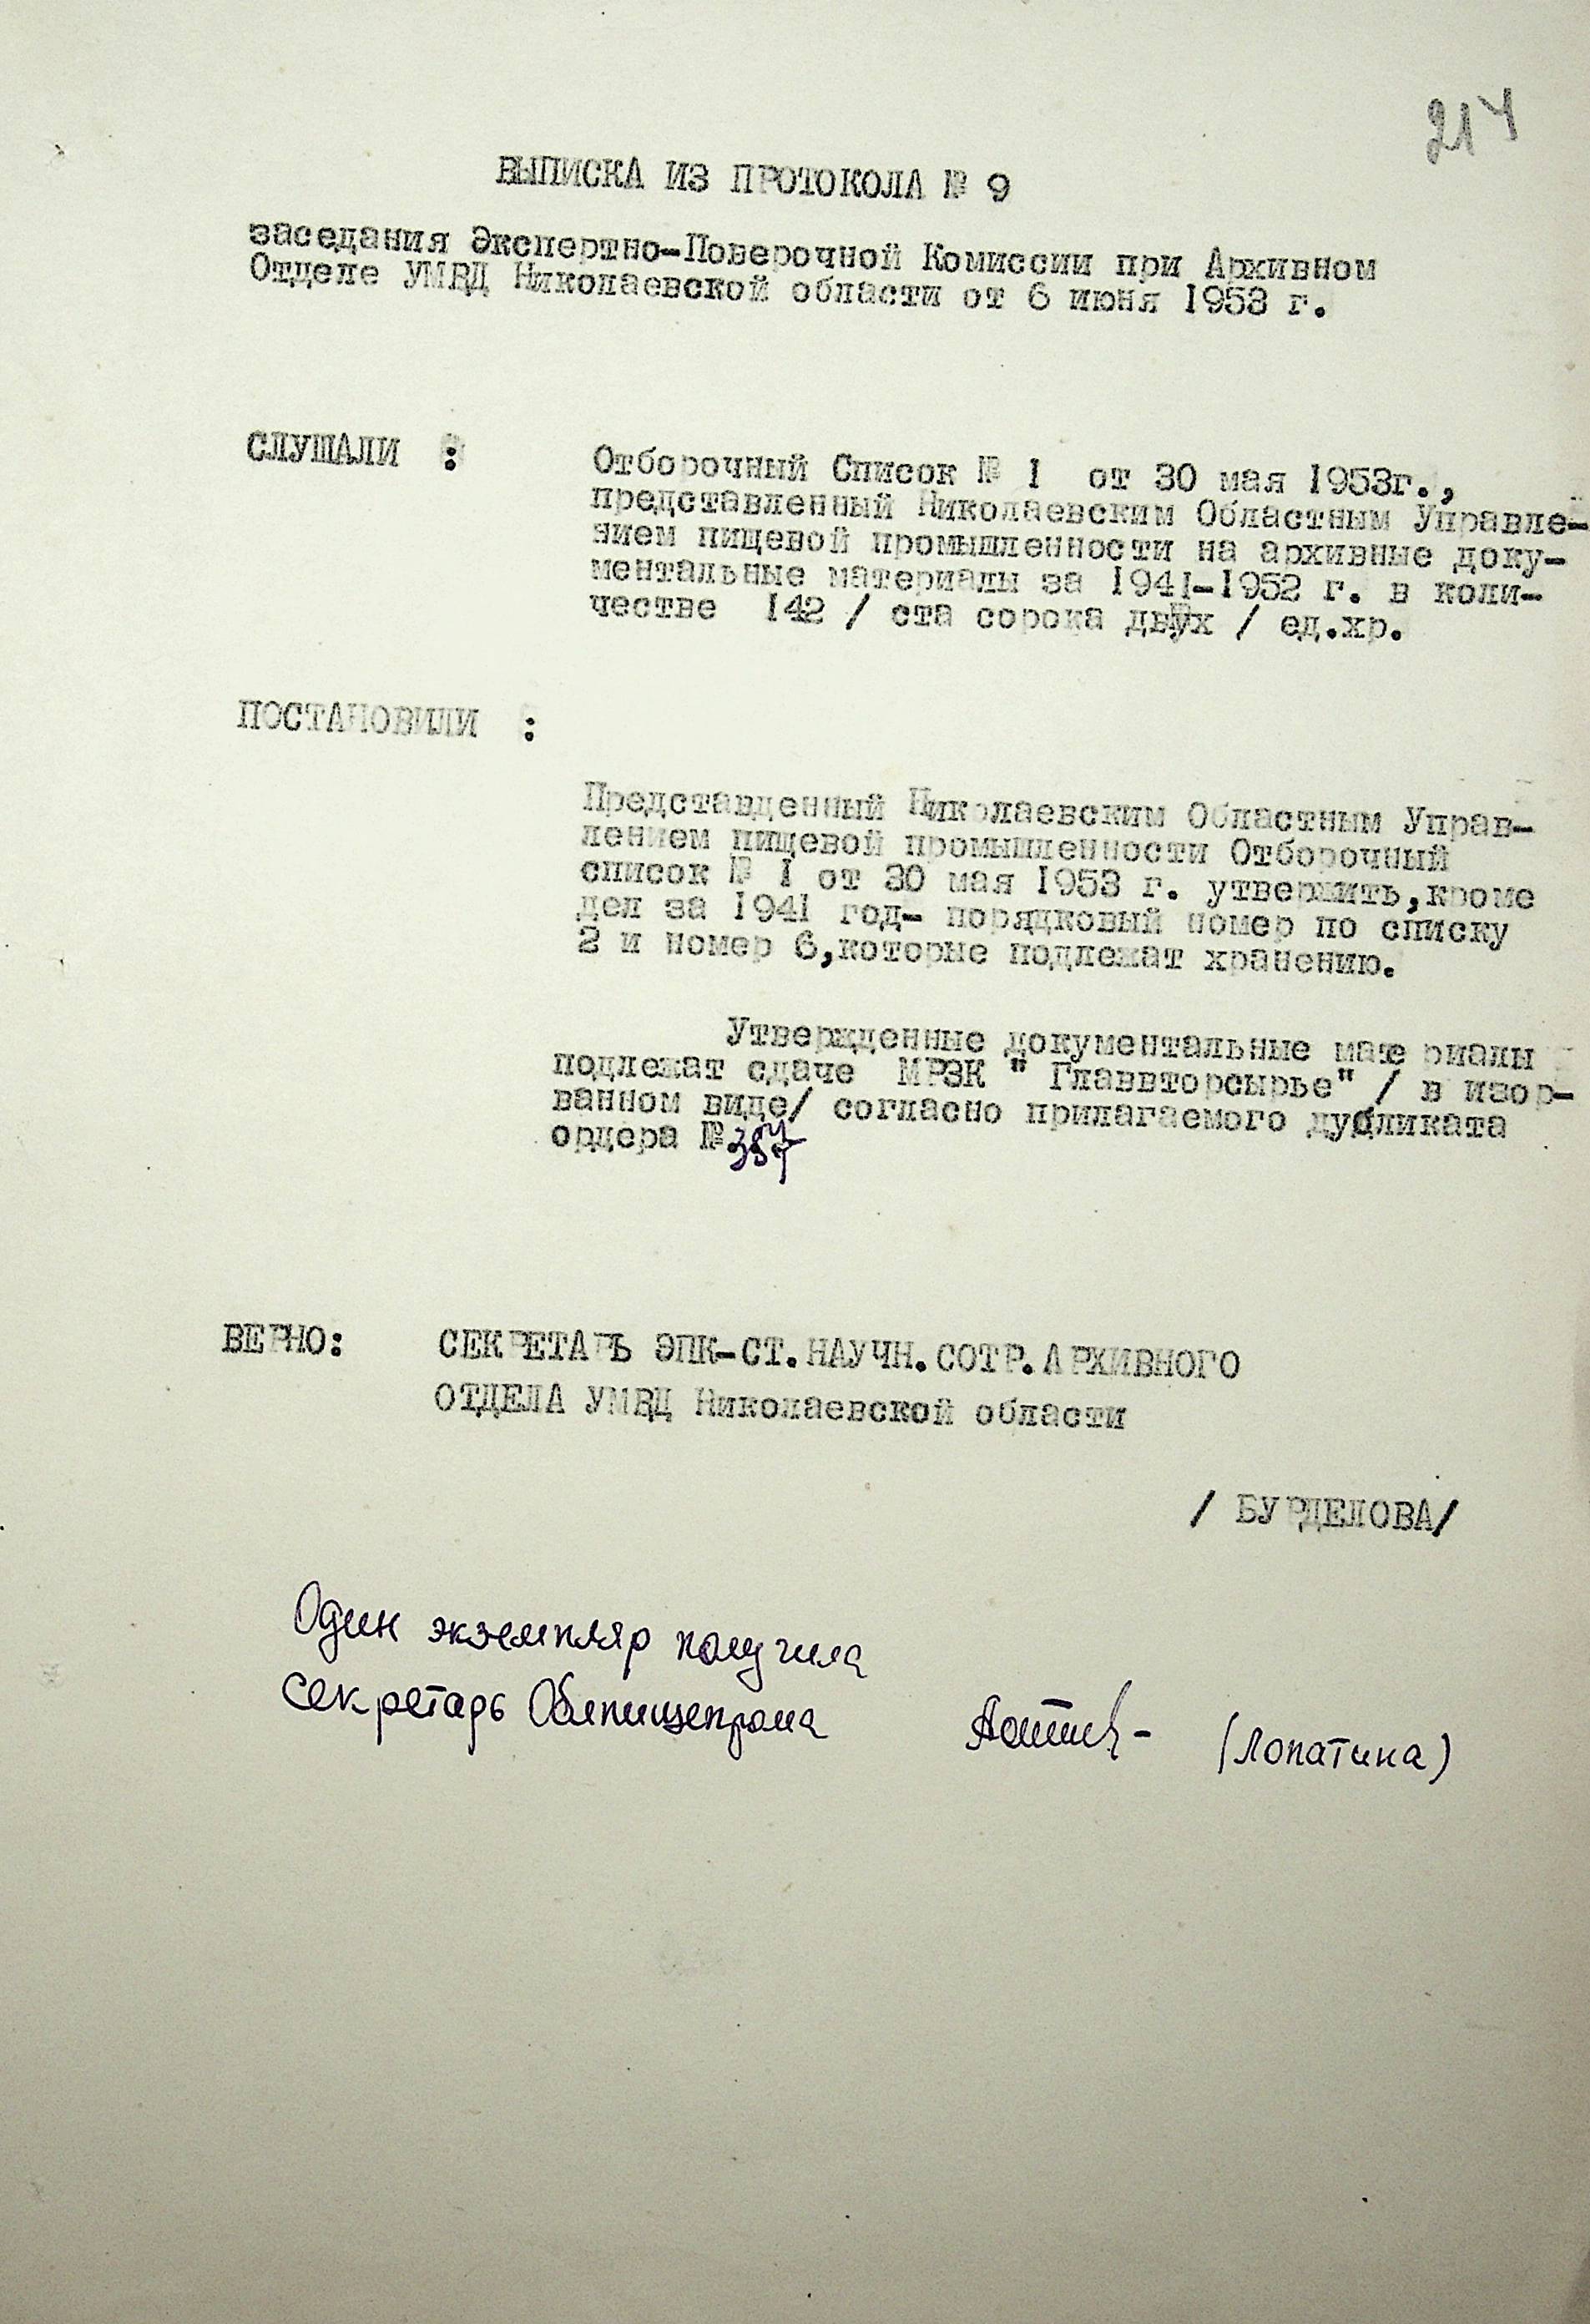 214
ВЫПИСКА ИЗ ПРОТОКОЛА № 9
заседания Экспертно-Поверочной Комиссии при Архивном
Отделе УМВД Николаевской области от 6 июня 1953 г.
СЛУШАЛИ :
Отборочный Список № 1 от 30 мая 1953г.,
представленный Николаевским Областным Управле-
нием пищевой промышленности на архивные доку-
ментальные материалы за 1941-1952 г. в коли-
честве 142 / ста сорока двух / ед.хр.
ПОСТАНОВИЛИ :
Представденный Николаевским Областным Управ-
лением пищевой промышленности Отборочный
список № 1 от 30 мая 1953 г. утвержить,кроме
дел за 1941 год- порядковый номер по списку
2 и номер 6,которые подлежат хранению.
Утвержденные документальные мате риалы
подлежат сдаче МРЗК " Главвторсырье" / в изор-
ванном виде/ согласно прилагаемого дубликата
ордера №
ВЕРНО: СЕКРЕТАРЬ ЭПК-СТ.НАУЧН.СОТР.АРХИВНОГО
ОТДЕЛА УМВД Николаевской области
/ БУРДЕЛОВА/
Один экземпляр получила
секретарь Облпищепрома (Лопатина)